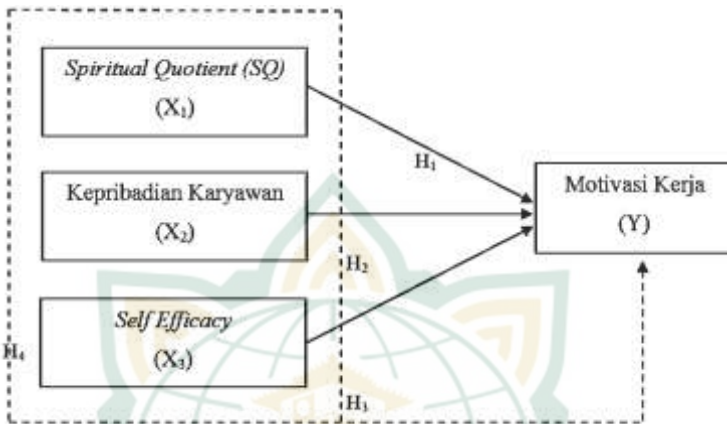 Spiritual Quotient (SQ)
(X₁)
H₁
Kepribadian Karyawan
(X₂)
Motivasi Kerja
(Y)
H₂
Self Efficacy
(X₃)
H₄
H₃